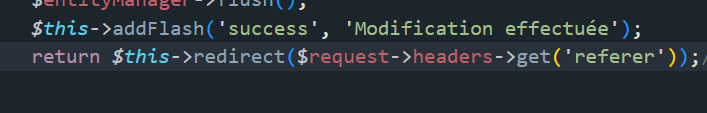 $entityManager->flush();
$this->addFlash('success', 'Modification effectuée');
return $this->redirect($request->headers->get('referer'));/